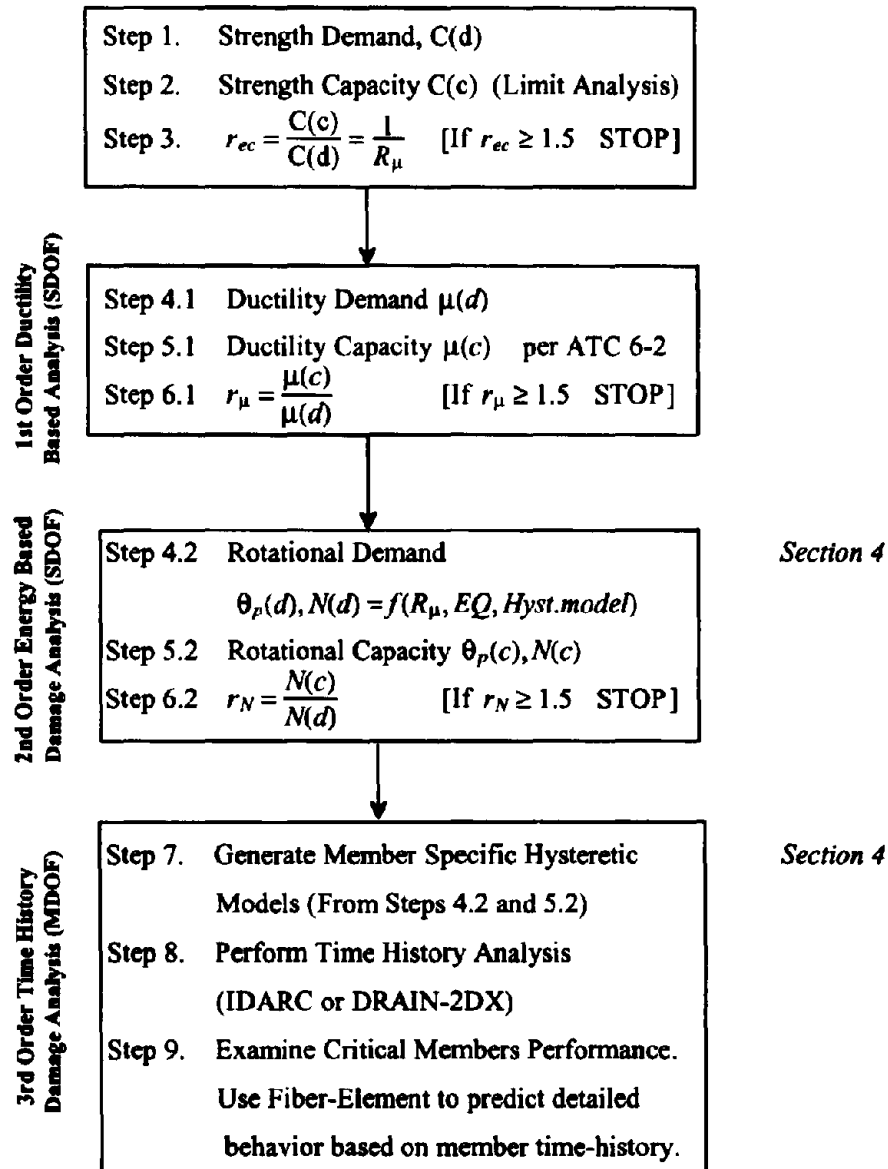 Step 1. Strength Demand, C(d)
Step 2. Strength Capacity C(c) (Limit Analysis)
Step 3. r_ec = C(c)/C(d) = 1/R_μ [If r_ec ≥ 1.5 STOP]
1st Order Ductility
Based Analysis (SDOF)
Step 4.1 Ductility Demand μ(d)
Step 5.1 Ductility Capacity μ(c) per ATC 6-2
Step 6.1 r_μ = μ(c)/μ(d) [If r_μ ≥ 1.5 STOP]
2nd Order Energy Based
Damage Analysis (SDOF)
Step 4.2 Rotational Demand
θ_p(d), N(d) = f(R_μ, EQ, Hyst.model)
Step 5.2 Rotational Capacity θ_p(c), N(c)
Step 6.2 r_N = N(c)/N(d) [If r_N ≥ 1.5 STOP]
Section 4
3rd Order Time History
Damage Analysis (MDOF)
Step 7. Generate Member Specific Hysteretic
Models (From Steps 4.2 and 5.2)
Step 8. Perform Time History Analysis
(IDARC or DRAIN-2DX)
Step 9. Examine Critical Members Performance.
Use Fiber-Element to predict detailed
behavior based on member time-history.
Section 4